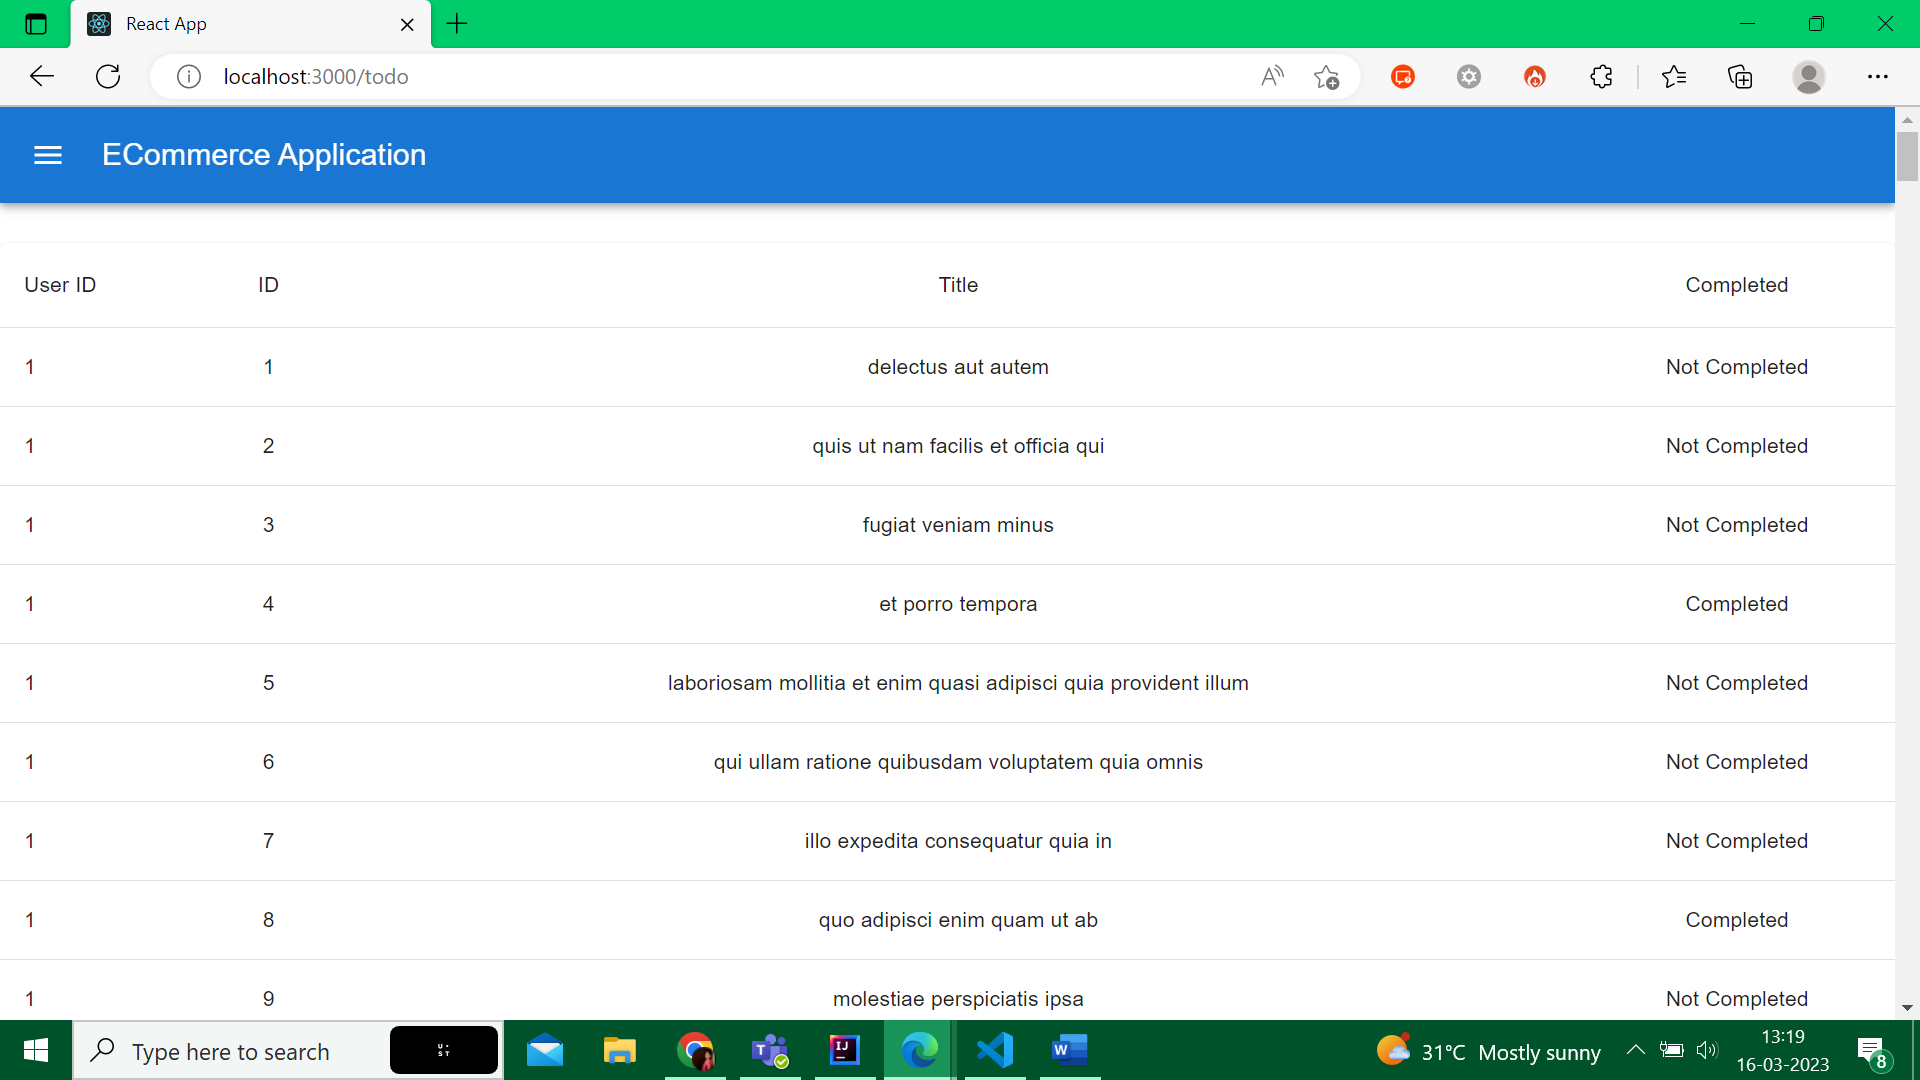 React App
localhost:3000/todo
ECommerce Application
User ID ID Title Completed
1 1 delectus aut autem Not Completed
1 2 quis ut nam facilis et officia qui Not Completed
1 3 fugiat veniam minus Not Completed
1 4 et porro tempora Completed
1 5 laboriosam mollitia et enim quasi adipisci quia provident illum Not Completed
1 6 qui ullam ratione quibusdam voluptatem quia omnis Not Completed
1 7 illo expedita consequatur quia in Not Completed
1 8 quo adipisci enim quam ut ab Completed
1 9 molestiae perspiciatis ipsa Not Completed
Type here to search
U ST
31°C Mostly sunny
13:19
16-03-2023
8